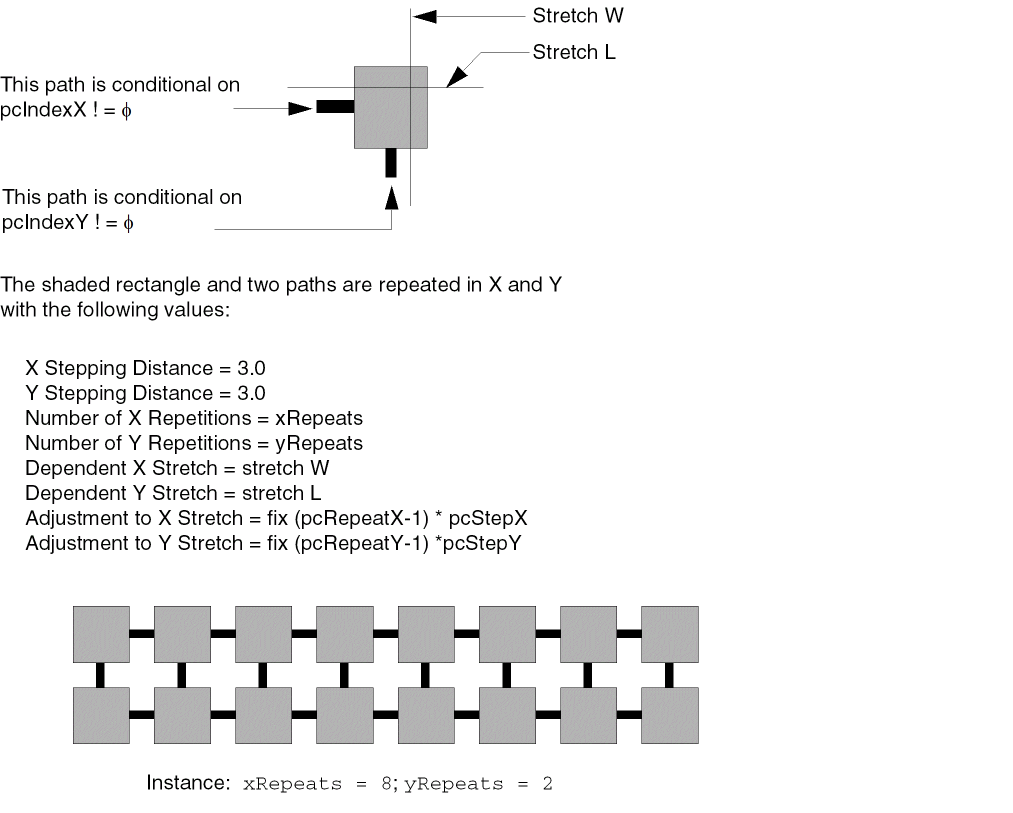 Stretch W
Stretch L
This path is conditional on
pcIndexX ! = ϕ
This path is conditional on
pcIndexY ! = ϕ
The shaded rectangle and two paths are repeated in X and Y
with the following values:
X Stepping Distance = 3.0
Y Stepping Distance = 3.0
Number of X Repetitions = xRepeats
Number of Y Repetitions = yRepeats
Dependent X Stretch = stretch W
Dependent Y Stretch = stretch L
Adjustment to X Stretch = fix (pcRepeatX-1) * pcStepX
Adjustment to Y Stretch = fix (pcRepeatY-1) *pcStepY
Instance: xRepeats = 8; yRepeats = 2